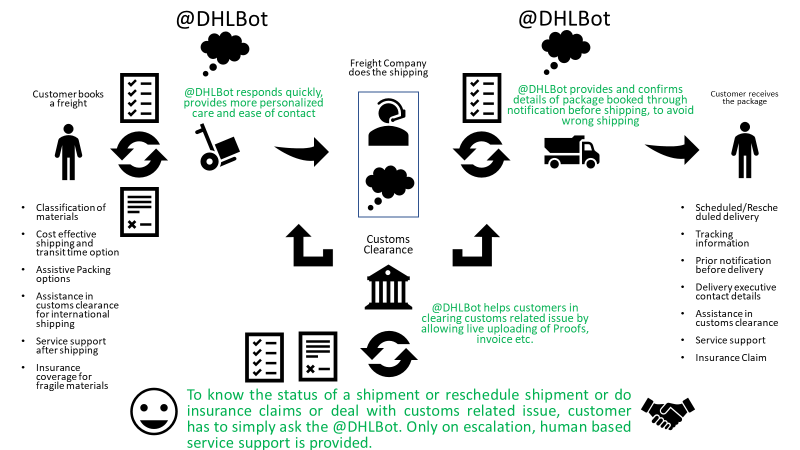 @DHLBot
@DHLBot
Freight Company
does the shipping
Customer books
a freight
@DHLBot responds quickly,
provides more personalized
care and ease of contact
@DHLBot provides and confirms
details of package booked through
notification before shipping, to avoid
wrong shipping
Customer receives
the package
• Classification of
materials
• Cost effective
shipping and
transit time option
• Assistive Packing
options
• Assistance in
customs clearance
for international
shipping
• Service support
after shipping
• Insurance
coverage for
fragile materials
Customs
Clearance
@DHLBot helps customers in
clearing customs related issue by
allowing live uploading of Proofs,
invoice etc.
• Scheduled/Resche
duled delivery
• Tracking
information
• Prior notification
before delivery
• Delivery executive
contact details
• Assistance in
customs clearance
• Service support
• Insurance Claim
To know the status of a shipment or reschedule shipment or do
insurance claims or deal with customs related issue, customer
has to simply ask the @DHLBot. Only on escalation, human based
service support is provided.